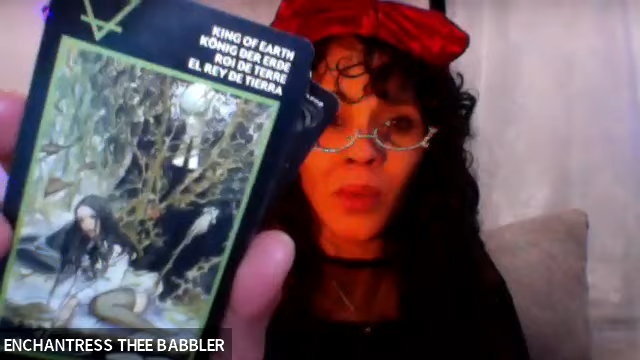 KING OF EARTH
KÖNIG DER ERDE
ROI DE TERRE
EL REY DE TIERRA
ENCHANTRESS THEE BABBLER